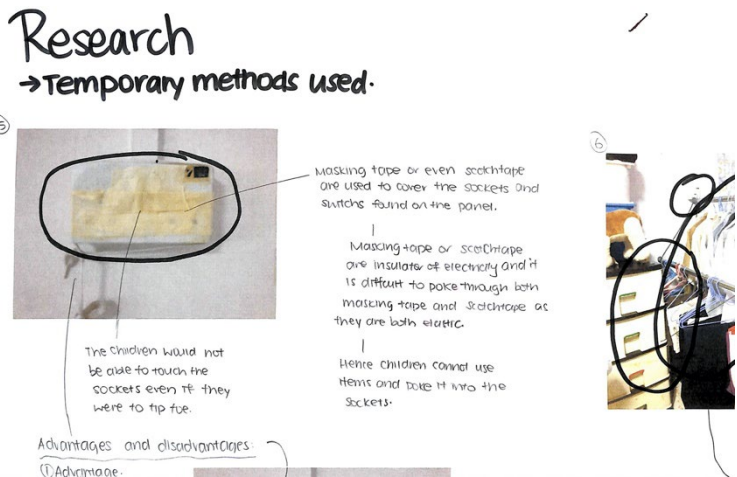 Research
→Temporary methods used.
5
Masking tape or even scotchtape
are used to cover the sockets and
switchs found on the panel.
Masking tape or scotchtape
are insulator of electricity and it
is difficult to poke through both
masking tape and scotchtape as
they are both elastic.
Hence children cannot use
items and poke it into the
sockets.
The children would not
be able to touch the
sockets even if they
were to tip toe.
Advantages and disadvantages:
① Advantage.
6